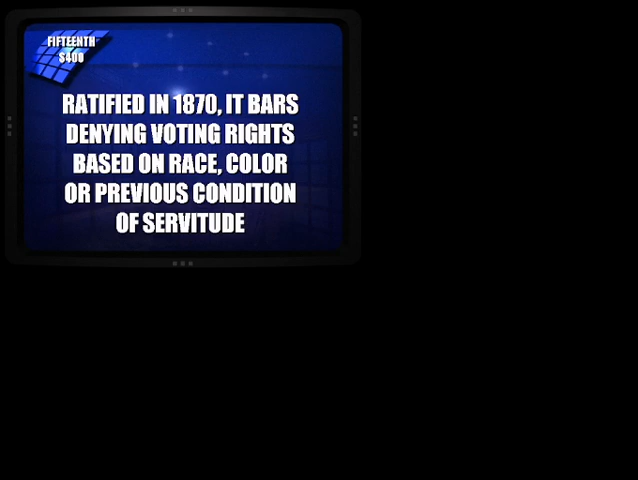 FIFTEENTH
$400
RATIFIED IN 1870, IT BARS
DENYING VOTING RIGHTS
BASED ON RACE, COLOR
OR PREVIOUS CONDITION
OF SERVITUDE